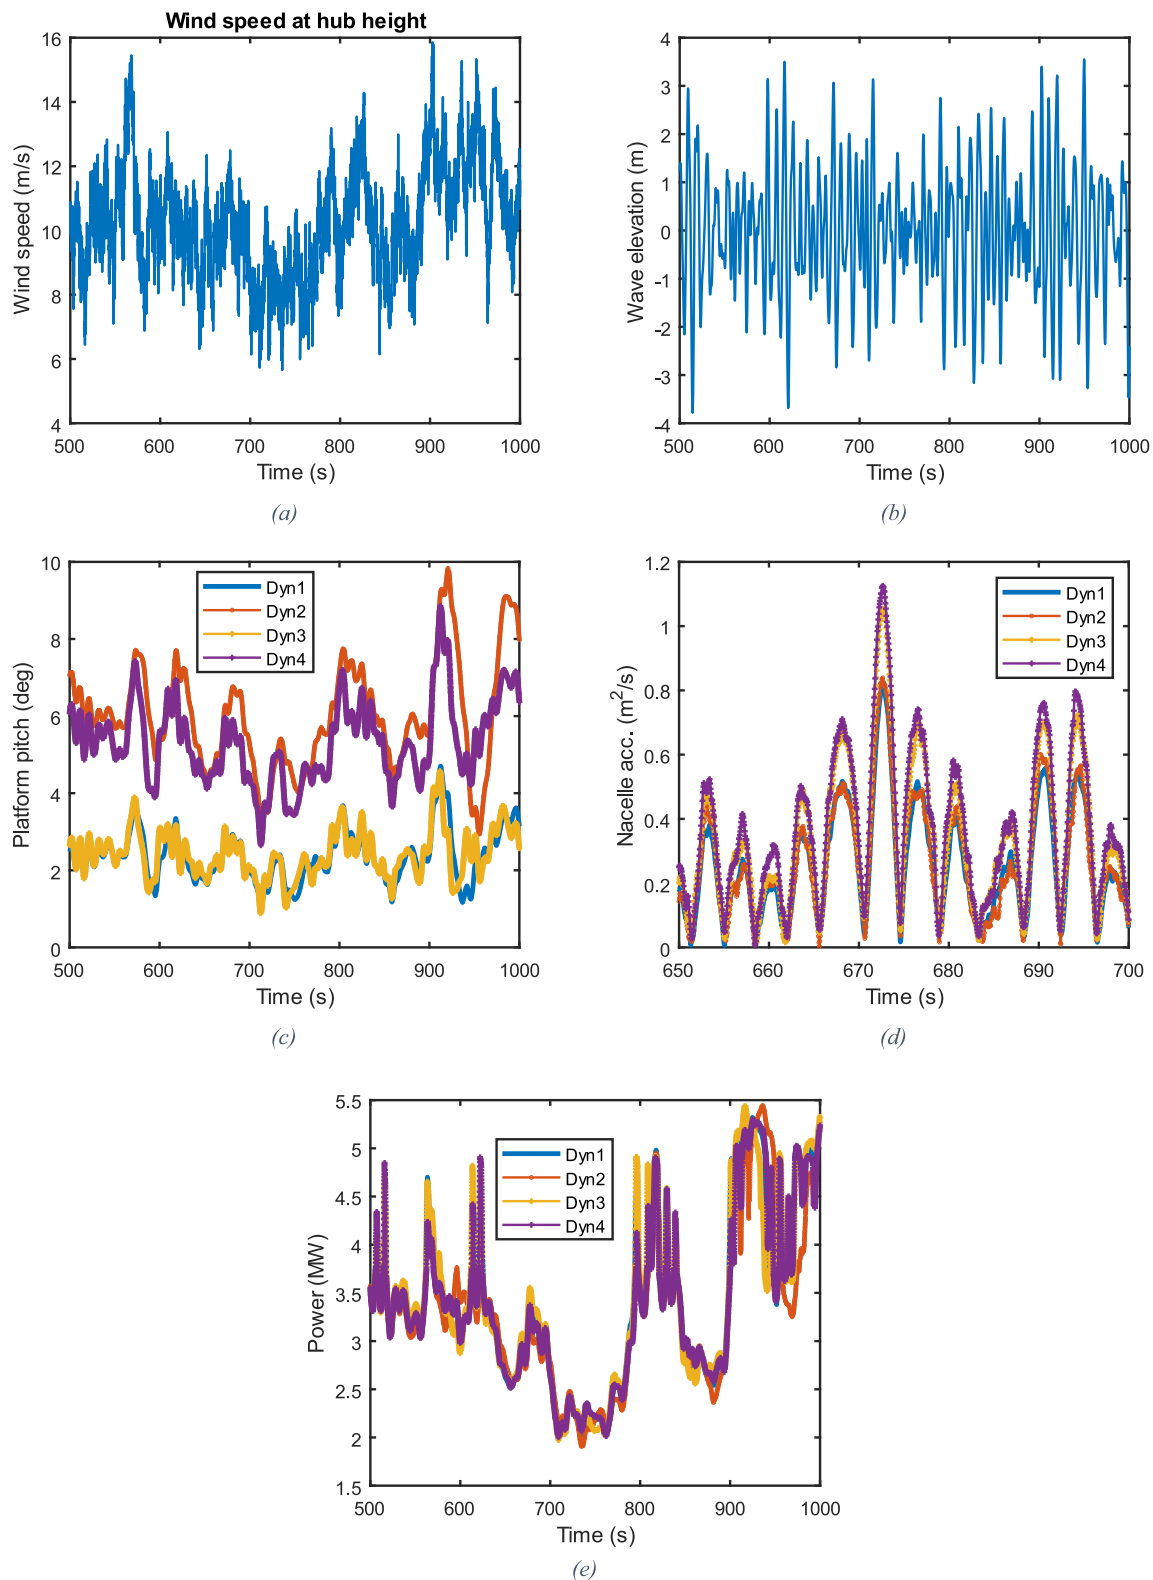 Wind speed at hub height
16
14
12
10
8
6
4
Wind speed (m/s)
500 600 700 800 900 1000
Time (s)
(a)
4
3
2
1
0
-1
-2
-3
-4
Wave elevation (m)
500 600 700 800 900 1000
Time (s)
(b)
10
8
6
4
2
0
Platform pitch (deg)
Dyn1
Dyn2
Dyn3
Dyn4
500 600 700 800 900 1000
Time (s)
(c)
1.2
1
0.8
0.6
0.4
0.2
0
Nacelle acc. (m²/s)
Dyn1
Dyn2
Dyn3
Dyn4
650 660 670 680 690 700
Time (s)
(d)
5.5
5
4.5
4
3.5
3
2.5
2
1.5
Power (MW)
Dyn1
Dyn2
Dyn3
Dyn4
500 600 700 800 900 1000
Time (s)
(e)